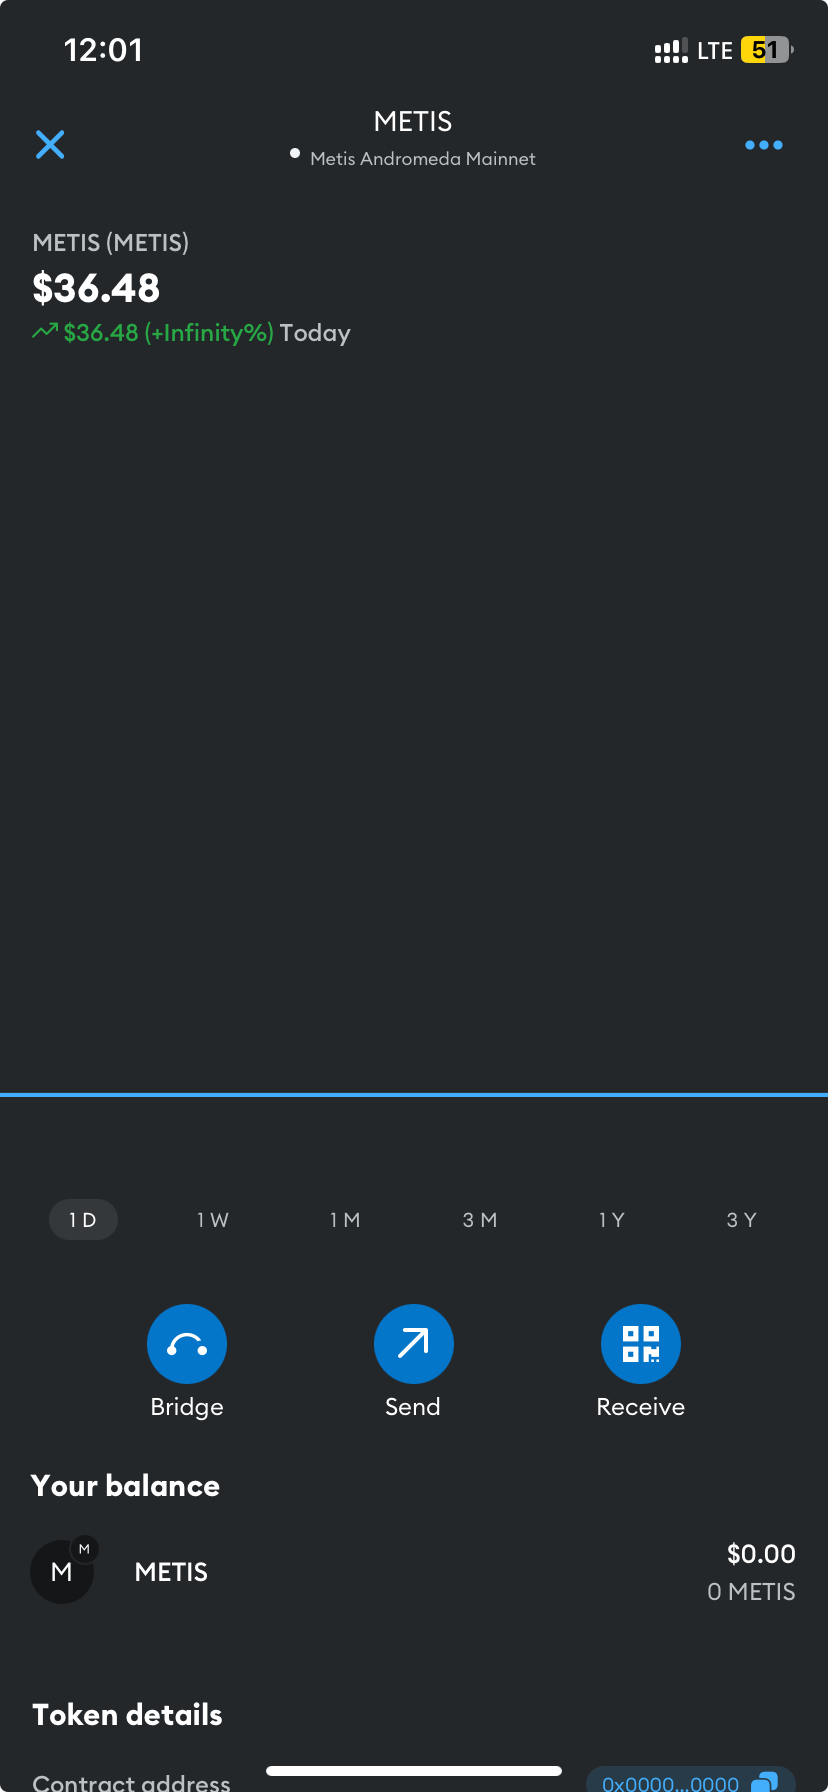 12:01
LTE 51
METIS
Metis Andromeda Mainnet
METIS (METIS)
$36.48
$36.48 (+Infinity%) Today
1 D 1 W 1 M 3 M 1 Y 3 Y
Bridge Send Receive
Your balance
M
M METIS
$0.00
0 METIS
Token details
Contract address 0x0000...0000